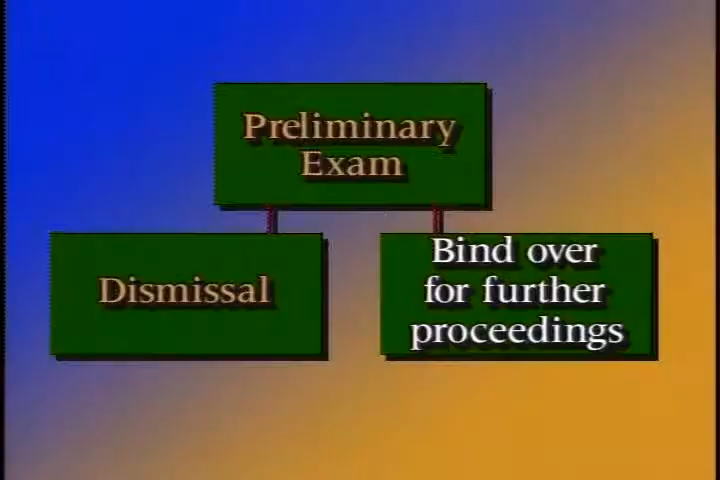 Preliminary
Exam
Dismissal
Bind over
for further
proceedings